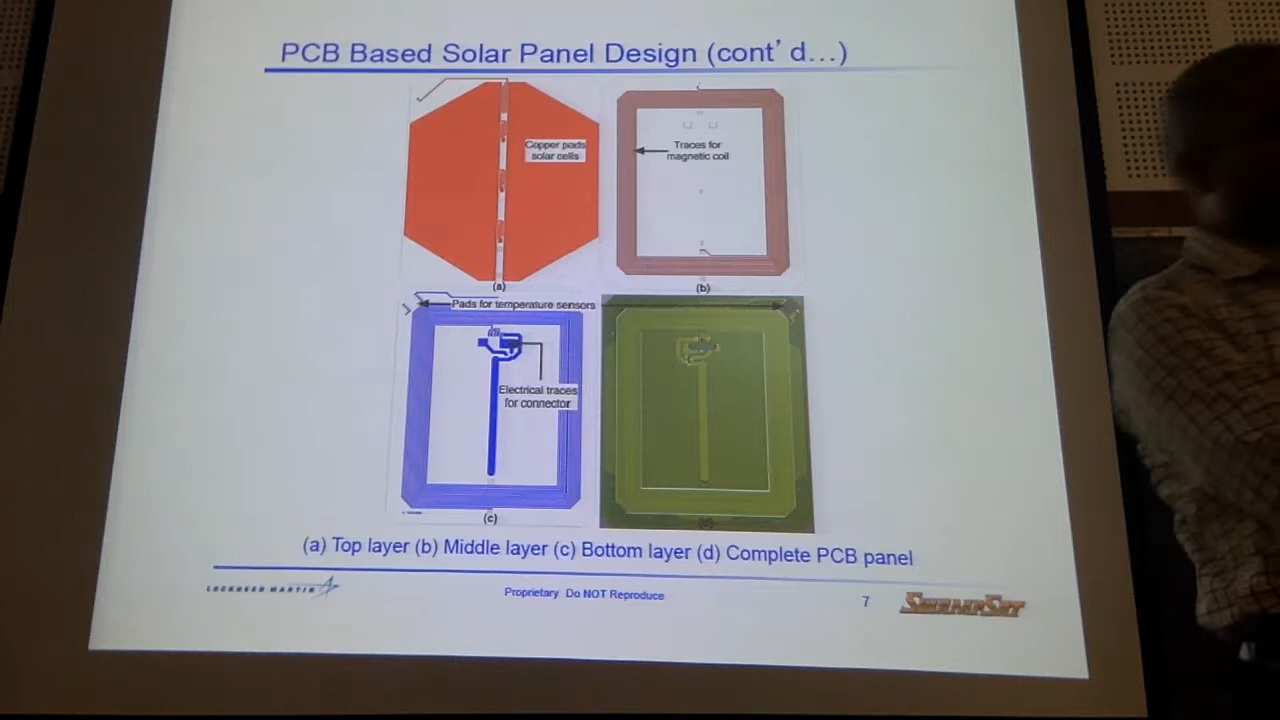 PCB Based Solar Panel Design (cont'd...)
Copper pads
solar cells
Traces for
magnetic coil
(a)
(b)
Pads for temperature sensors
Electrical traces
for connector
(c)
(a) Top layer (b) Middle layer (c) Bottom layer (d) Complete PCB panel
LOCKHEED MARTIN
Proprietary Do NOT Reproduce
7
SWAMPSAT